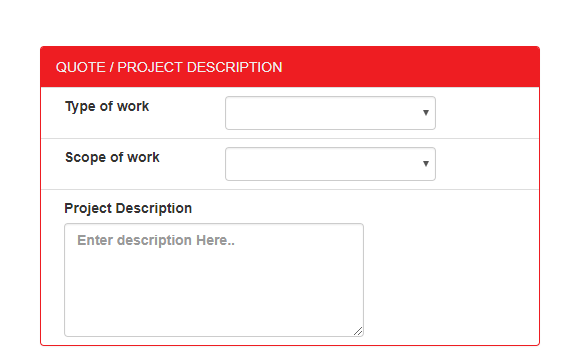 QUOTE / PROJECT DESCRIPTION
Type of work
Scope of work
Project Description
Enter description Here..